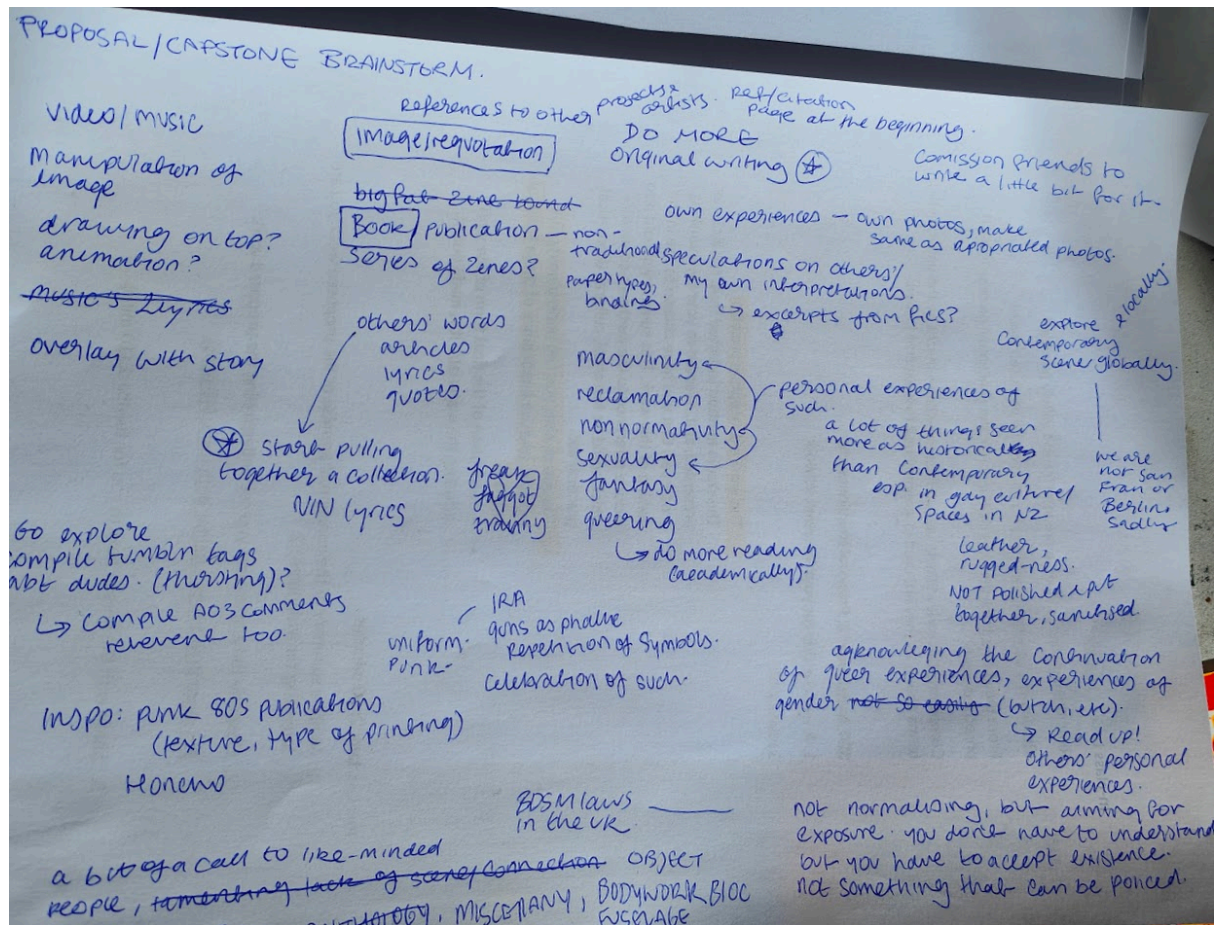 PROPOSAL/CAPSTONE BRAINSTORM.
video/music
Manipulation of
image
drawing on top?
animation?
music's Lyrics
overlay with story
References to other projects & artists. ref/citation
page at the beginning.
image/requotation
big fat zine bound
Book publication — non-
traditional
paper types,
bindings.
Series of zines?
DO MORE
original writing
Comission friends to
write a little bit for it.
own experiences — own photos, make
same as apropriated photos.
speculations on others'/
my own interpretations.
↳ excerpts from fics?
others' words
articles
lyrics
quotes.
start pulling
together a collection.
NIN lyrics
freak
faggot
tranny
masculinity
reclamation
nonnormativity
sexuality
fantasy
queering
↳ do more reading
(academically).
personal experiences of
such.
a lot of things seen
more as historical
than contemporary
esp. in gay cultural
spaces in NZ
leather,
rugged-ness.
NOT polished & put
together, sanitised.
explore & locally.
contemporary
scene globally.
we are
not San
Fran or
Berlin
sadly
Go explore
compile tumblr tags
abt dudes. (thirsting)?
↳ compile AO3 comments
relevent too.
uniform.
punk
IRA
guns as phallic
Repetition of symbols.
celebration of such.
aqknowleging the continuation
of queer experiences, experiences of
gender not so easily (butch, etc).
↳ Read up!
others' personal
experiences.
INSPO: punk 80s publications
(texture, type of printing)
BDSM laws
in the UK
not normalising, but aiming for
exposure. you dont have to understand
but you have to accept existence.
not something that can be policed.
a bit of a call to like-minded
people, lamenting lack of scene/connection OBJECT
MISCELLANY, BODYWORK BLOC
FUSELAGE